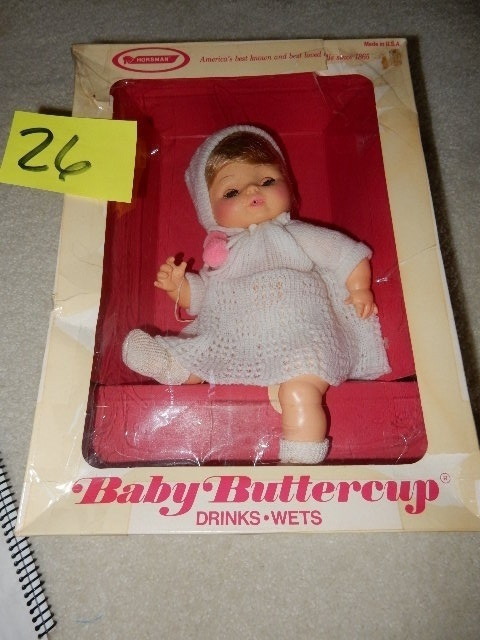 Made in U.S.A.
HORSMAN
America's best known and best loved since 1865
26
Baby Buttercup®
DRINKS•WETS